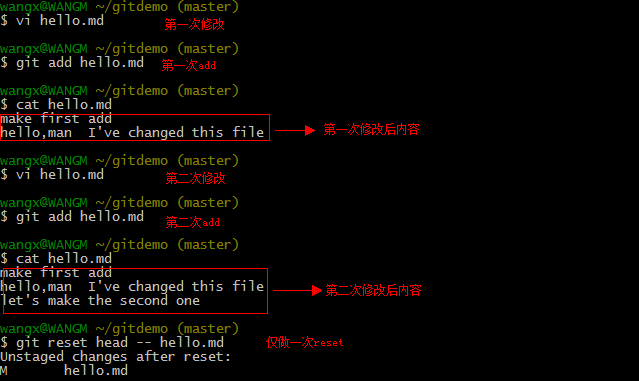 wangx@WANGM ~/gitdemo (master)
$ vi hello.md 第一次修改
wangx@WANGM ~/gitdemo (master)
$ git add hello.md 第一次add
wangx@WANGM ~/gitdemo (master)
$ cat hello.md
make first add
hello,man  I've changed this file 第一次修改后内容
wangx@WANGM ~/gitdemo (master)
$ vi hello.md 第二次修改
wangx@WANGM ~/gitdemo (master)
$ git add hello.md 第二次add
wangx@WANGM ~/gitdemo (master)
$ cat hello.md
make first add
hello,man  I've changed this file
let's make the second one 第二次修改后内容
wangx@WANGM ~/gitdemo (master)
$ git reset head -- hello.md 仅做一次reset
Unstaged changes after reset:
M       hello.md